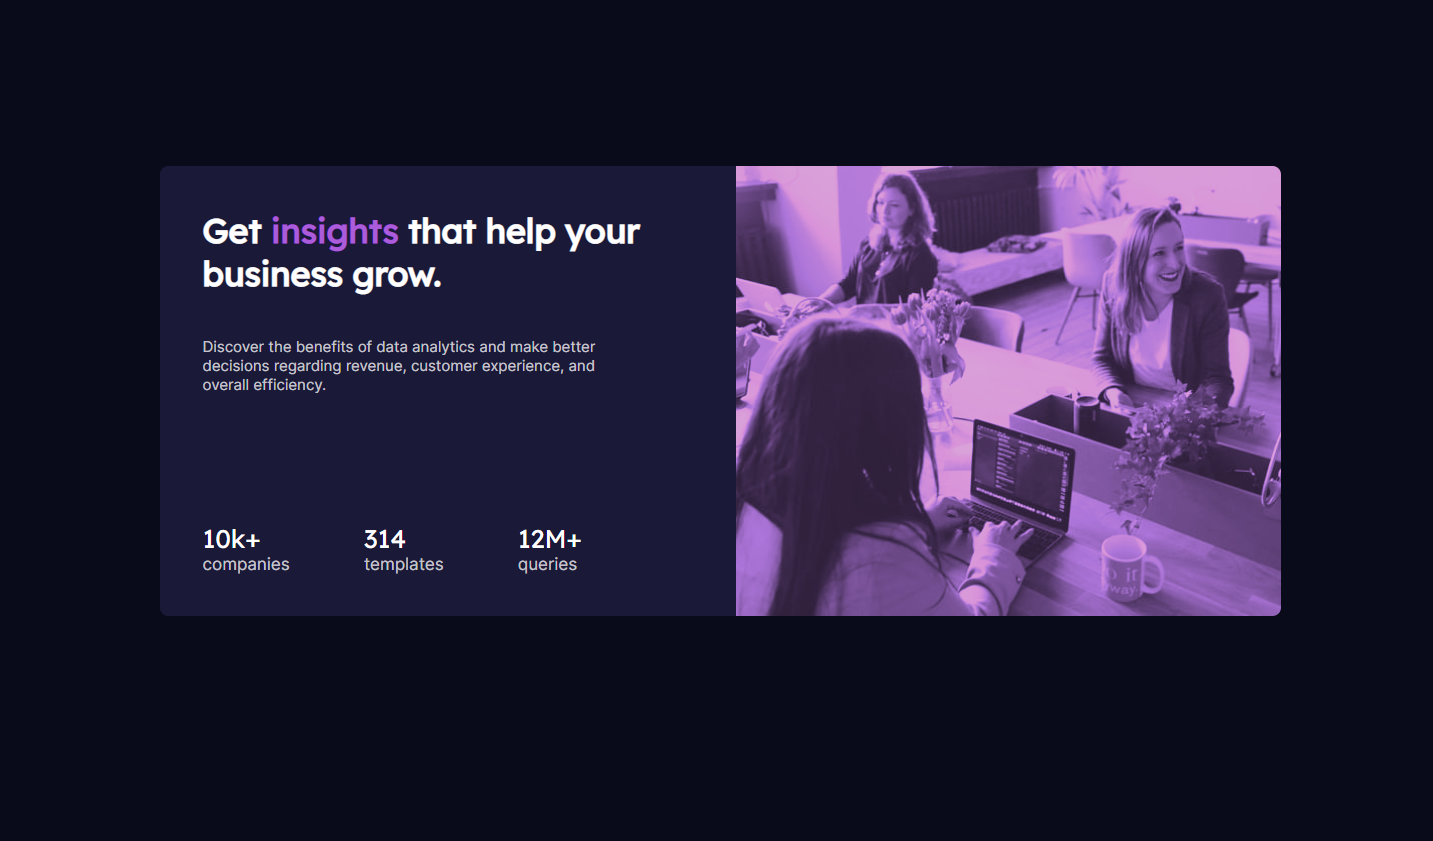 Get insights that help your
business grow.
Discover the benefits of data analytics and make better
decisions regarding revenue, customer experience, and
overall efficiency.
10k+ 314 12M+
companies templates queries